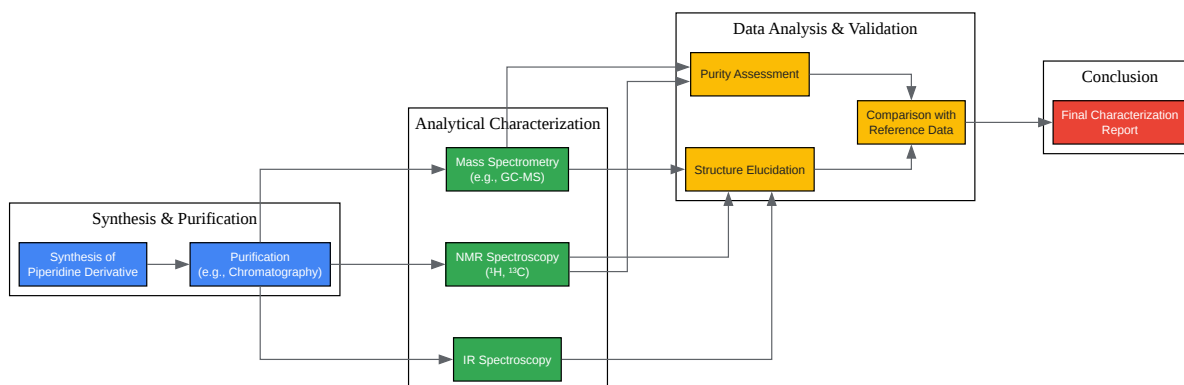 Synthesis & Purification
Synthesis of
Piperidine Derivative
Purification
(e.g., Chromatography)
Analytical Characterization
Mass Spectrometry
(e.g., GC-MS)
NMR Spectroscopy
(¹H, ¹³C)
IR Spectroscopy
Data Analysis & Validation
Purity Assessment
Structure Elucidation
Comparison with
Reference Data
Conclusion
Final Characterization
Report